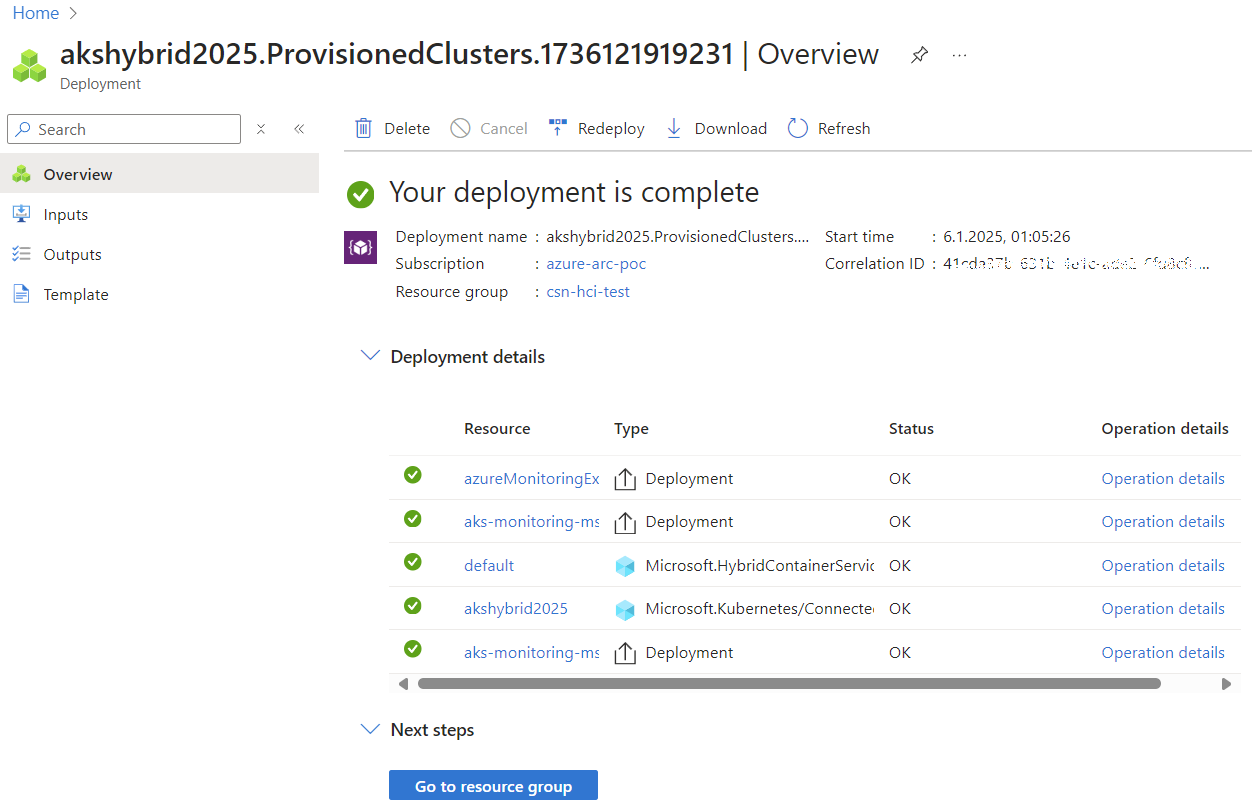 Home >
akshybrid2025.ProvisionedClusters.1736121919231 | Overview ...
Deployment
Search
Delete Cancel Redeploy Download Refresh
Overview
Inputs
Outputs
Template
Your deployment is complete
Deployment name : akshybrid2025.ProvisionedClusters.... Start time : 6.1.2025, 01:05:26
Subscription : azure-arc-poc Correlation ID :
Resource group : csn-hci-test
Deployment details
Resource Type Status Operation details
azureMonitoringEx Deployment OK Operation details
aks-monitoring-ms Deployment OK Operation details
default Microsoft.HybridContainerServic OK Operation details
akshybrid2025 Microsoft.Kubernetes/Connecte OK Operation details
aks-monitoring-ms Deployment OK Operation details
Next steps
Go to resource group